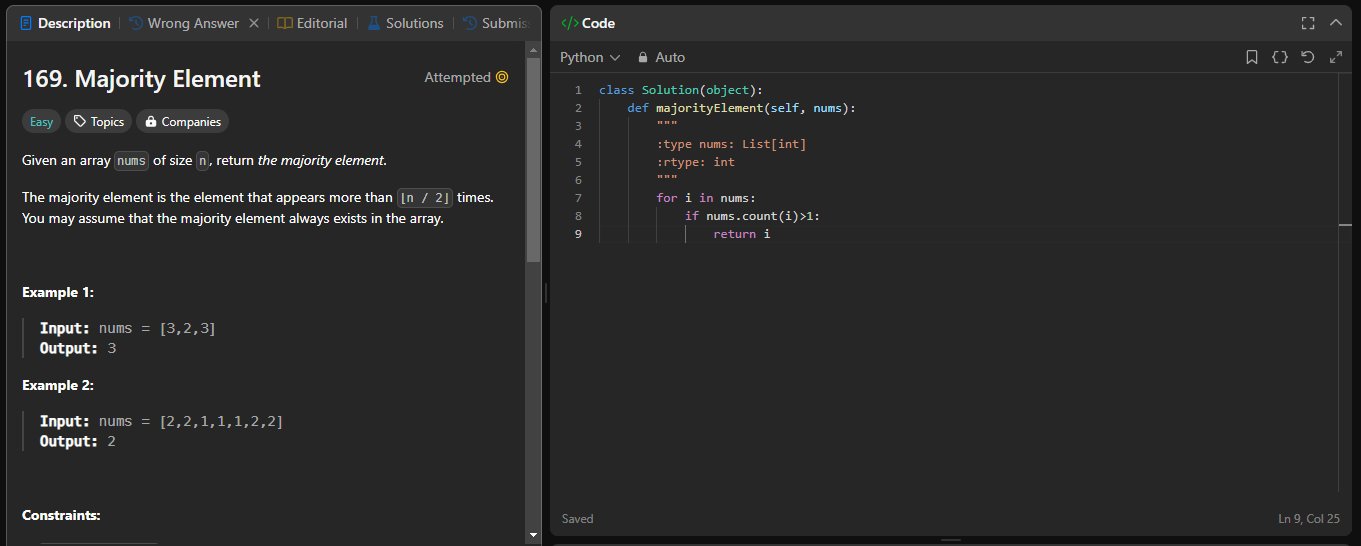 Description | Wrong Answer × | Editorial | Solutions | Submis
169. Majority Element
Attempted
Easy Topics Companies
Given an array nums of size n, return the majority element.
The majority element is the element that appears more than ⌊n / 2⌋ times.
You may assume that the majority element always exists in the array.
Example 1:
Input: nums = [3,2,3]
Output: 3
Example 2:
Input: nums = [2,2,1,1,1,2,2]
Output: 2
Constraints:
</> Code
Python Auto {}
1 class Solution(object):
2     def majorityElement(self, nums):
3         """
4         :type nums: List[int]
5         :rtype: int
6         """
7         for i in nums:
8             if nums.count(i)>1:
9                 return i
Saved
Ln 9, Col 25